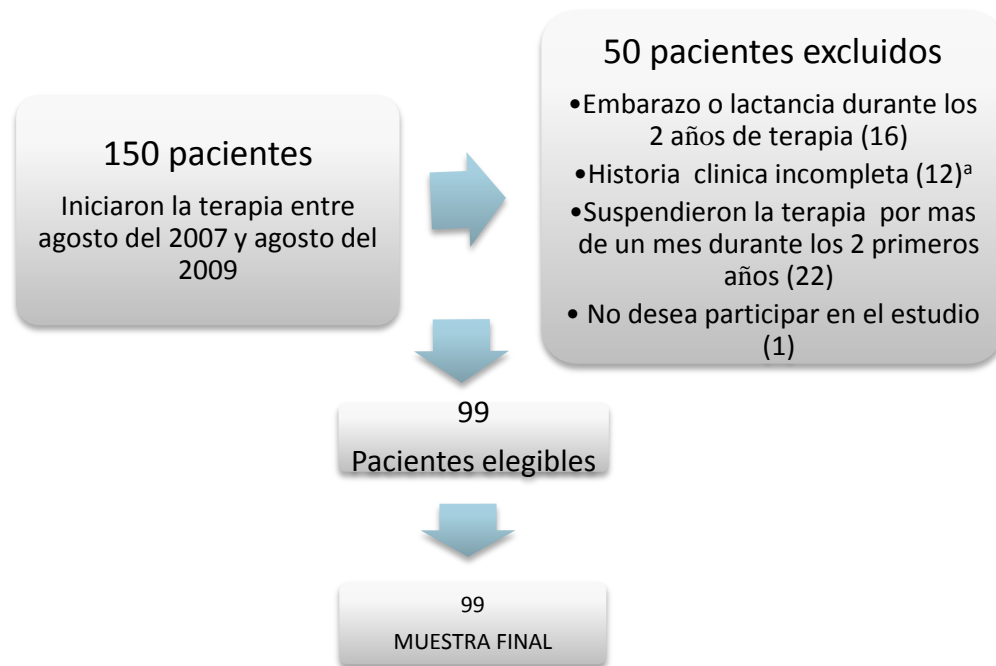 150 pacientes
Iniciaron la terapia entre
agosto del 2007 y agosto del
2009
50 pacientes excluidos
•Embarazo o lactancia durante los
2 años de terapia (16)
•Historia clinica incompleta (12)ª
•Suspendieron la terapia por mas
de un mes durante los 2 primeros
años (22)
• No desea participar en el estudio
(1)
99
Pacientes elegibles
99
MUESTRA FINAL